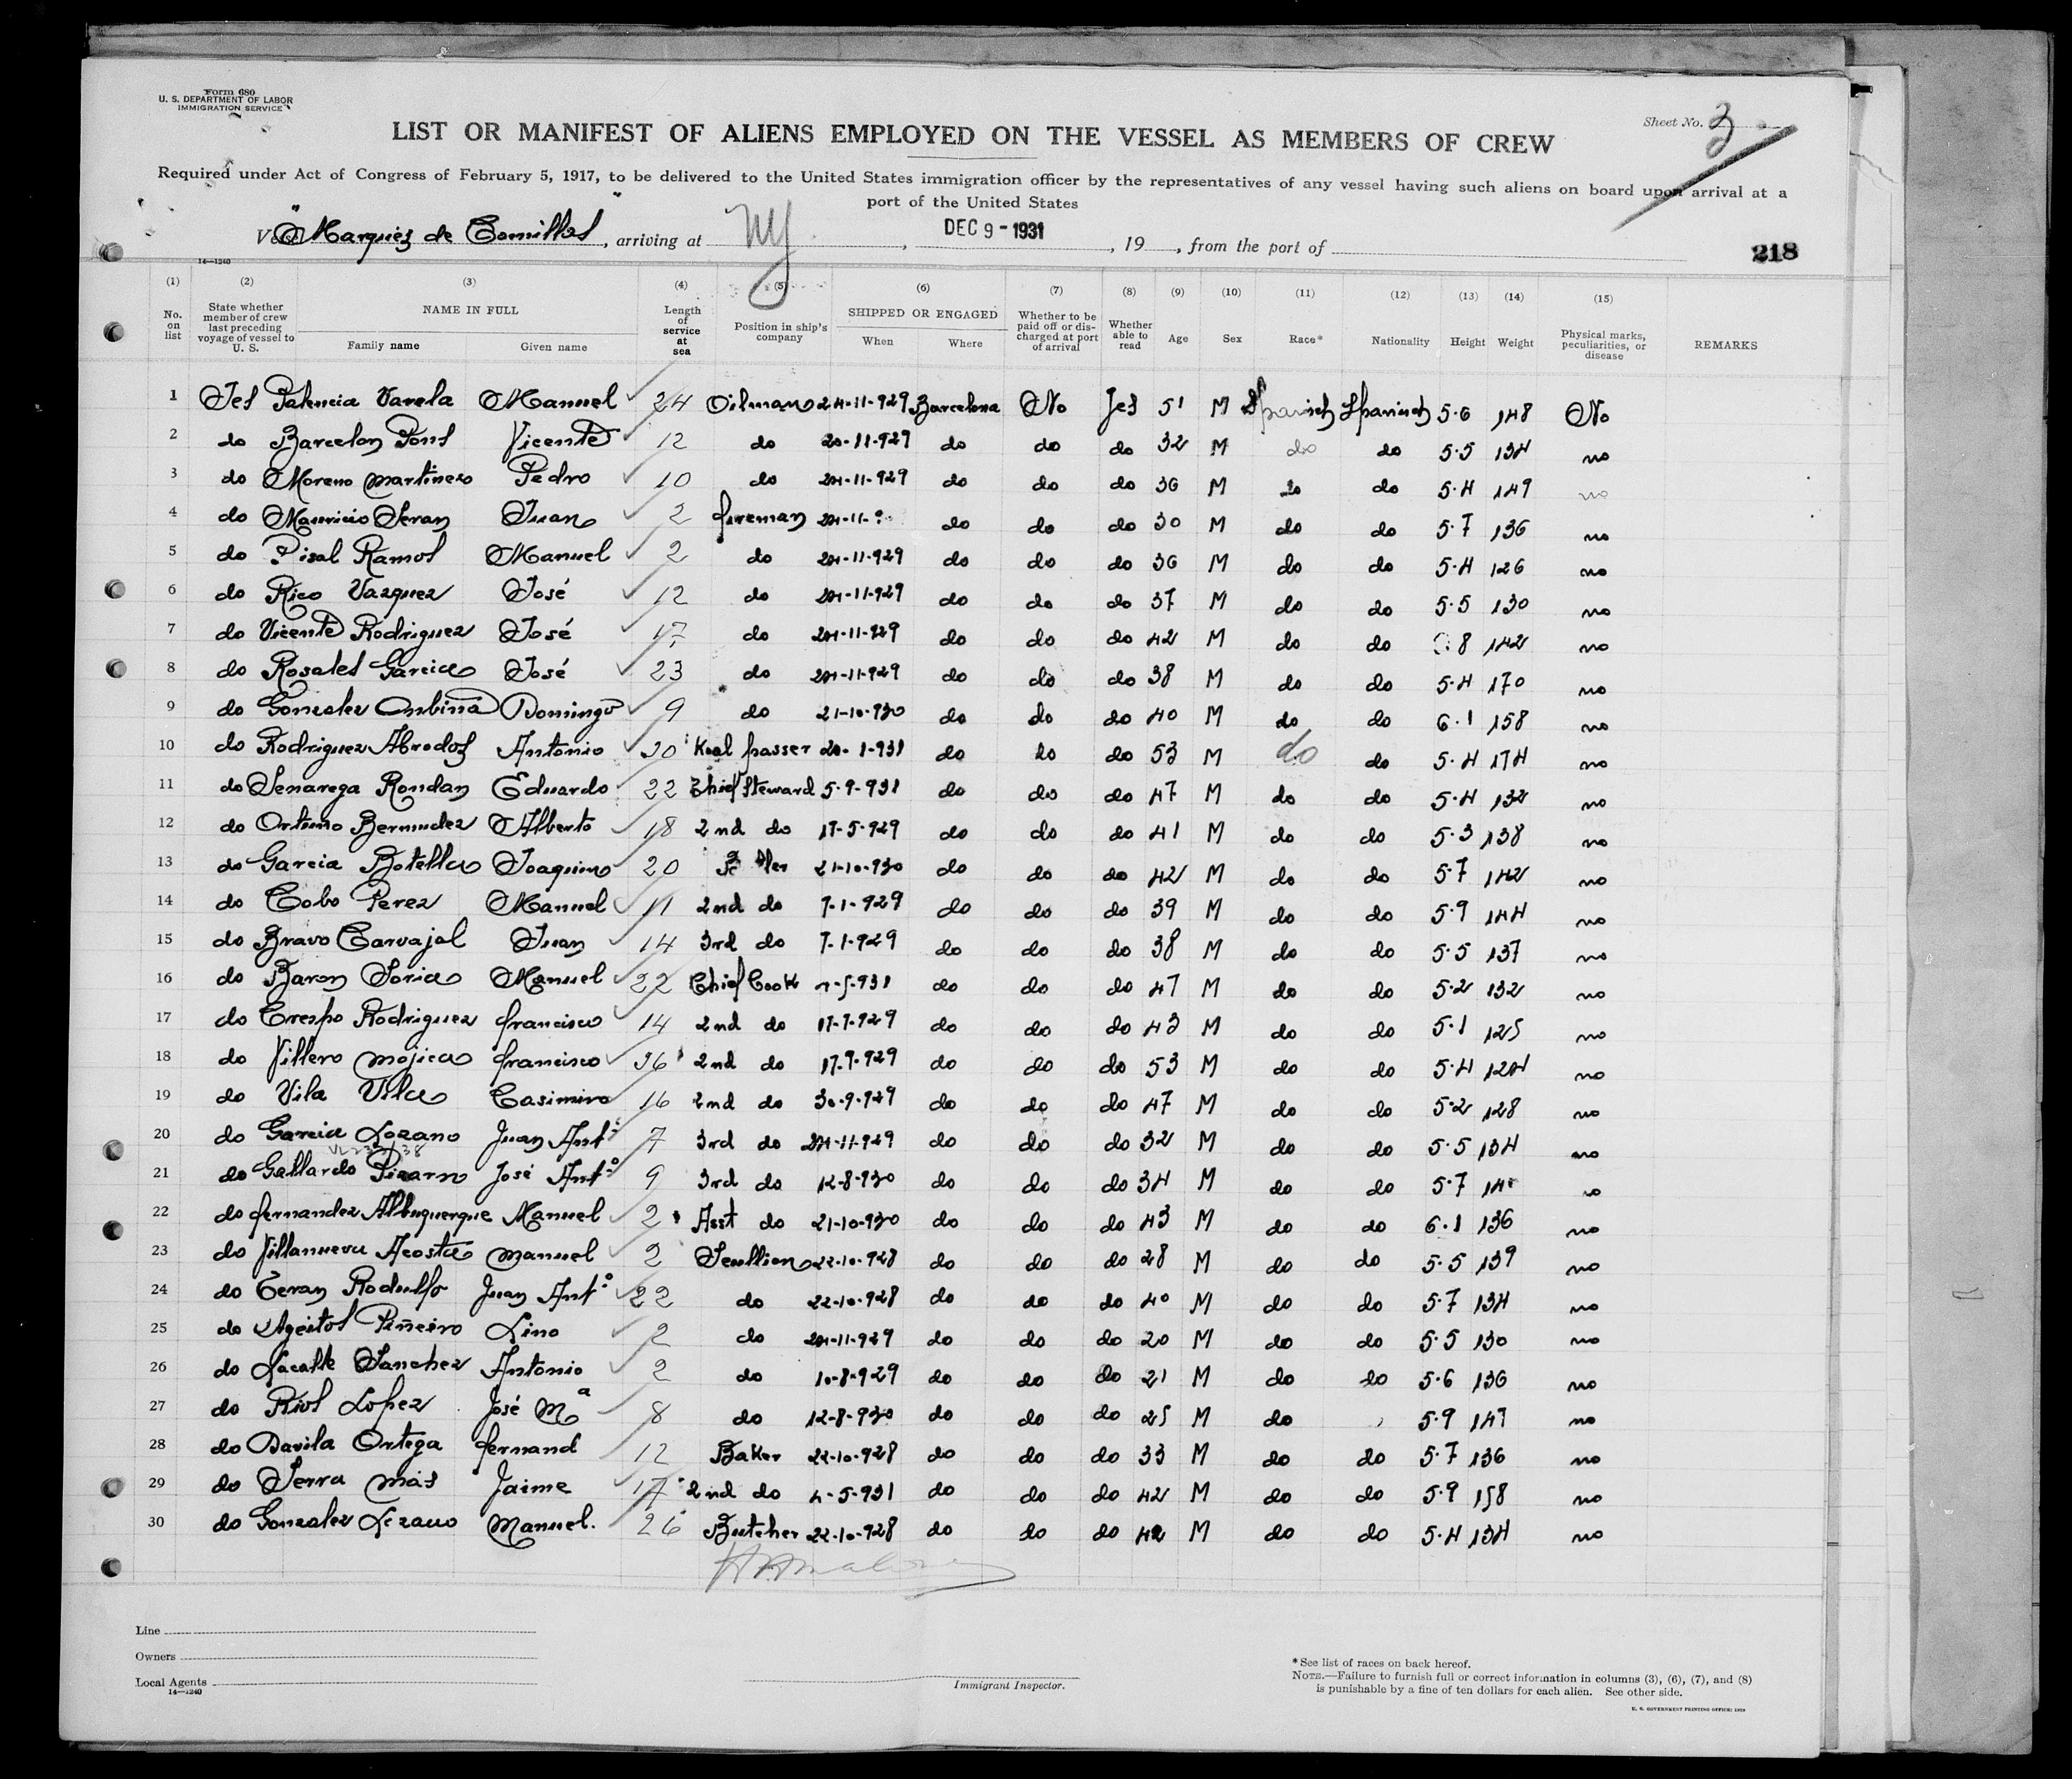 Form 680
U. S. DEPARTMENT OF LABOR
IMMIGRATION SERVICE
Sheet No. 3
LIST OR MANIFEST OF ALIENS EMPLOYED ON THE VESSEL AS MEMBERS OF CREW
Required under Act of Congress of February 5, 1917, to be delivered to the United States immigration officer by the representatives of any vessel having such aliens on board upon arrival at a
port of the United States
"Marques de Comillas", arriving at NY, DEC 9 - 1931, 19, from the port of
218
14—1240
(1) (2) (3) (4) (5) (6) (7) (8) (9) (10) (11) (12) (13) (14) (15)
No. on list State whether member of crew last preceding voyage of vessel to U. S. NAME IN FULL Family name Given name Length of service at sea Position in ship's company SHIPPED OR ENGAGED When Where Whether to be paid off or discharged at port of arrival Whether able to read Age Sex Race* Nationality Height Weight Physical marks, peculiarities, or disease REMARKS
1 Yes Palencia Varela Manuel 24 Oilman 24-11-929 Barcelona No Yes 51 M Spanish Spanish 5.6 148 No
2 do Barcelon Pons Vicente 12 do 20-11-929 do do do 32 M do do 5.5 134 no
3 do Moreno Martinez Pedro 10 do 24-11-929 do do do 36 M do do 5.4 149 no
4 do Mauricio Teran Juan 2 fireman 24-11- do do do 30 M do do 5.7 136 no
5 do Pisal Ramos Manuel 2 do 24-11-929 do do do 36 M do do 5.4 126 no
6 do Rico Vazquez José 12 do 24-11-929 do do do 37 M do do 5.5 130 no
7 do Vicente Rodriguez José 17 do 24-11-929 do do do 42 M do do 8 142 no
8 do Rosales Garcia José 23 do 24-11-929 do do do 38 M do do 5.4 170 no
9 do Gonzalez Domingo 9 do 21-10-930 do do do 40 M do do 6.1 158 no
10 do Rodriguez Antonio 20 Koal passer 20-1-931 do do do 53 M do do 5.4 174 no
11 do Senarega Rondan Eduardo 22 Chief Steward 5-9-931 do do do 47 M do do 5.4 132 no
12 do Ortuño Bermudez Alberto 18 2nd do 17-5-929 do do do 41 M do do 5.3 138 no
13 do Garcia Botella Joaquin 20 21-10-930 do do do 42 M do do 5.7 142 no
14 do Cobo Perez Manuel 11 2nd do 7-1-929 do do do 39 M do do 5.9 144 no
15 do Bravo Carvajal Juan 14 3rd do 7-1-929 do do do 38 M do do 5.5 137 no
16 do Baron Soria Manuel 22 Chief Cook 5-931 do do do 47 M do do 5.2 132 no
17 do Crespo Rodriguez francisco 14 2nd do 17-7-929 do do do 43 M do do 5.1 125 no
18 do Villero Mojica francisco 36 2nd do 17-9-929 do do do 53 M do do 5.4 124 no
19 do Vila Vila Casimiro 16 2nd do 30-9-929 do do do 47 M do do 5.2 128 no
20 do Garcia Lozano Juan Antº 7 3rd do 24-11-929 do do do 32 M do do 5.5 134 no
21 do Gallardo Pizarro José Antº 9 3rd do 12-8-930 do do do 34 M do do 5.7 no
22 do fernandez Albuquerque Manuel 2 Asst do 21-10-930 do do do 43 M do do 6.1 136 no
23 do Villanueva Acosta Manuel 2 Scullion 22-10-928 do do do 28 M do do 5.5 139 no
24 do Teran Rodulfo Juan Antº 22 do 22-10-928 do do do 40 M do do 5.7 134 no
25 do Ageitos Piñeiro Lino 2 do 24-11-929 do do do 20 M do do 5.5 130 no
26 do Lacalle Sanchez Antonio 2 do 10-8-929 do do do 21 M do do 5.6 136 no
27 do Rios Lopez José Mª 8 do 12-8-930 do do do 25 M do 5.9 147 no
28 do Davila Ortega fernand 12 Baker 22-10-928 do do do 33 M do do 5.7 136 no
29 do Serra Mas Jaime 17 2nd do 4-5-931 do do do 42 M do do 5.9 158 no
30 do Gonzalez Manuel. 26 Butcher 22-10-928 do do do 42 M do do 5.4 134 no
Line
Owners
Local Agents
14—1240
Immigrant Inspector.
* See list of races on back hereof.
NOTE.—Failure to furnish full or correct information in columns (3), (6), (7), and (8)
is punishable by a fine of ten dollars for each alien. See other side.